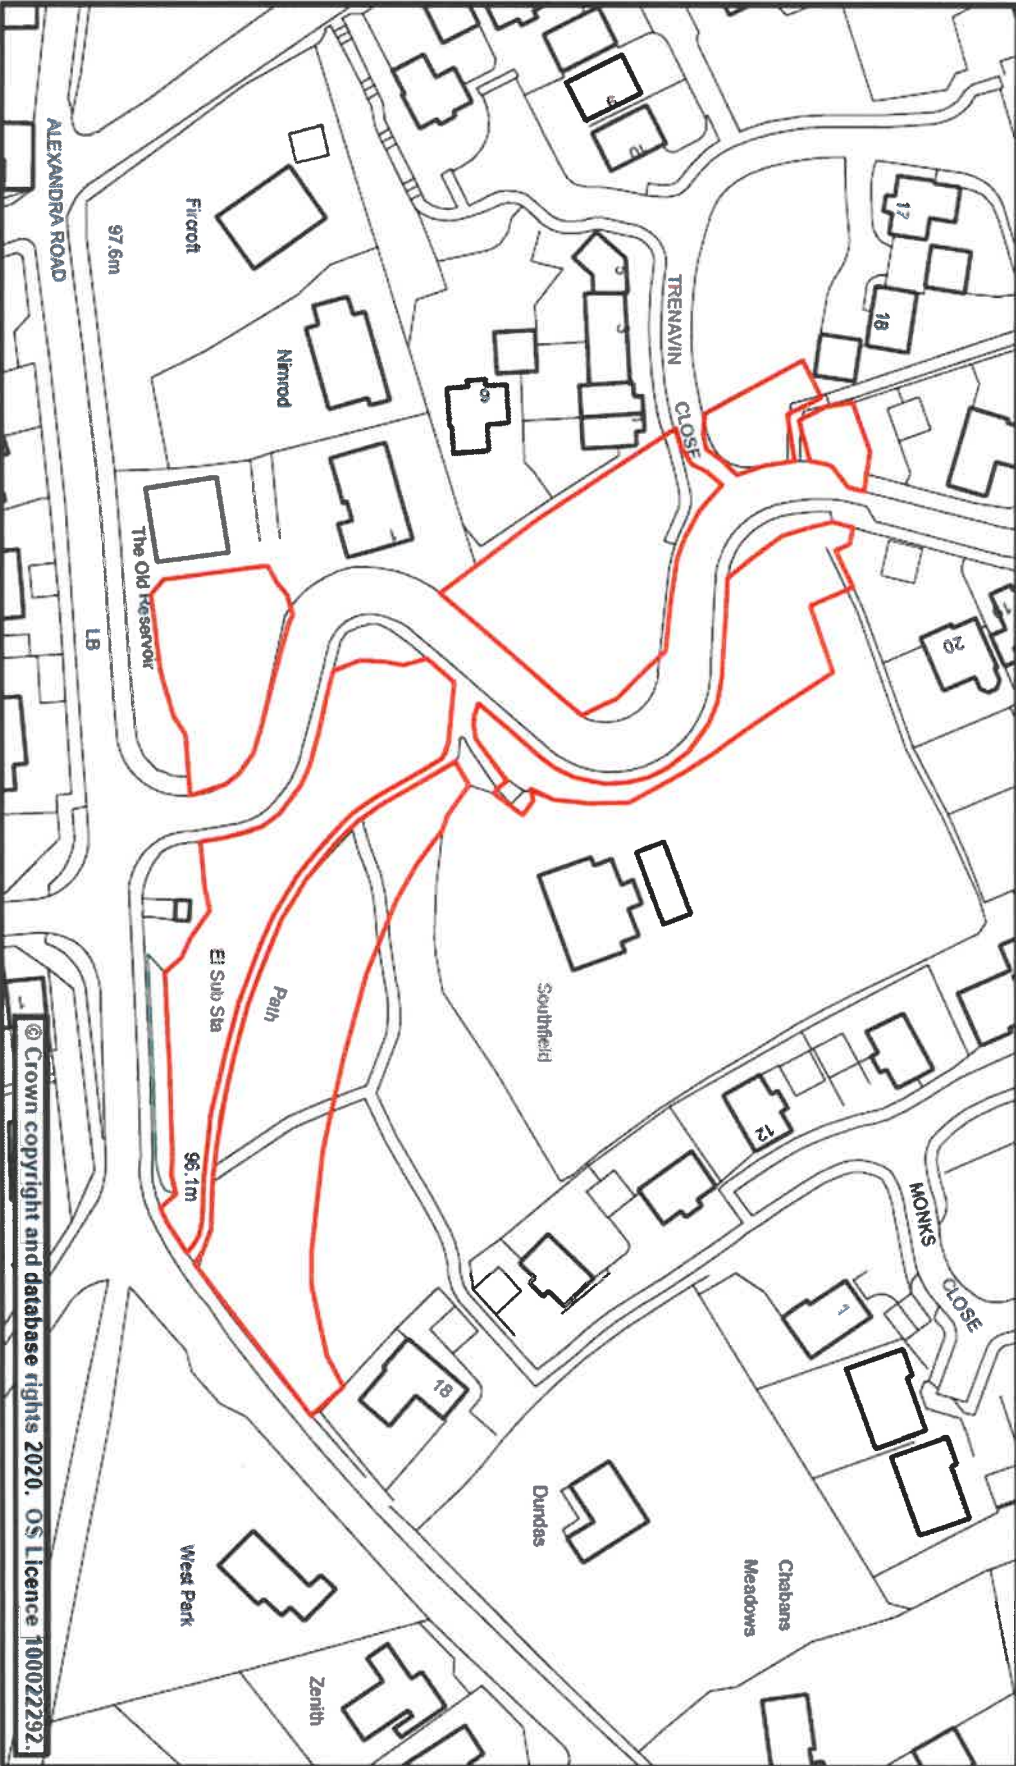 ALEXANDRA ROAD
97.6m
Fircroft
Nimrod
The Old Reservoir
LB
TRENAVIN
CLOSE
17
18
20
El Sub Sta
Path
96.1m
Southfield
12
MONKS
CLOSE
1
18
Dundas
Chabans
Meadows
West Park
Zenith
© Crown copyright and database rights 2020. OS Licence 100022292.